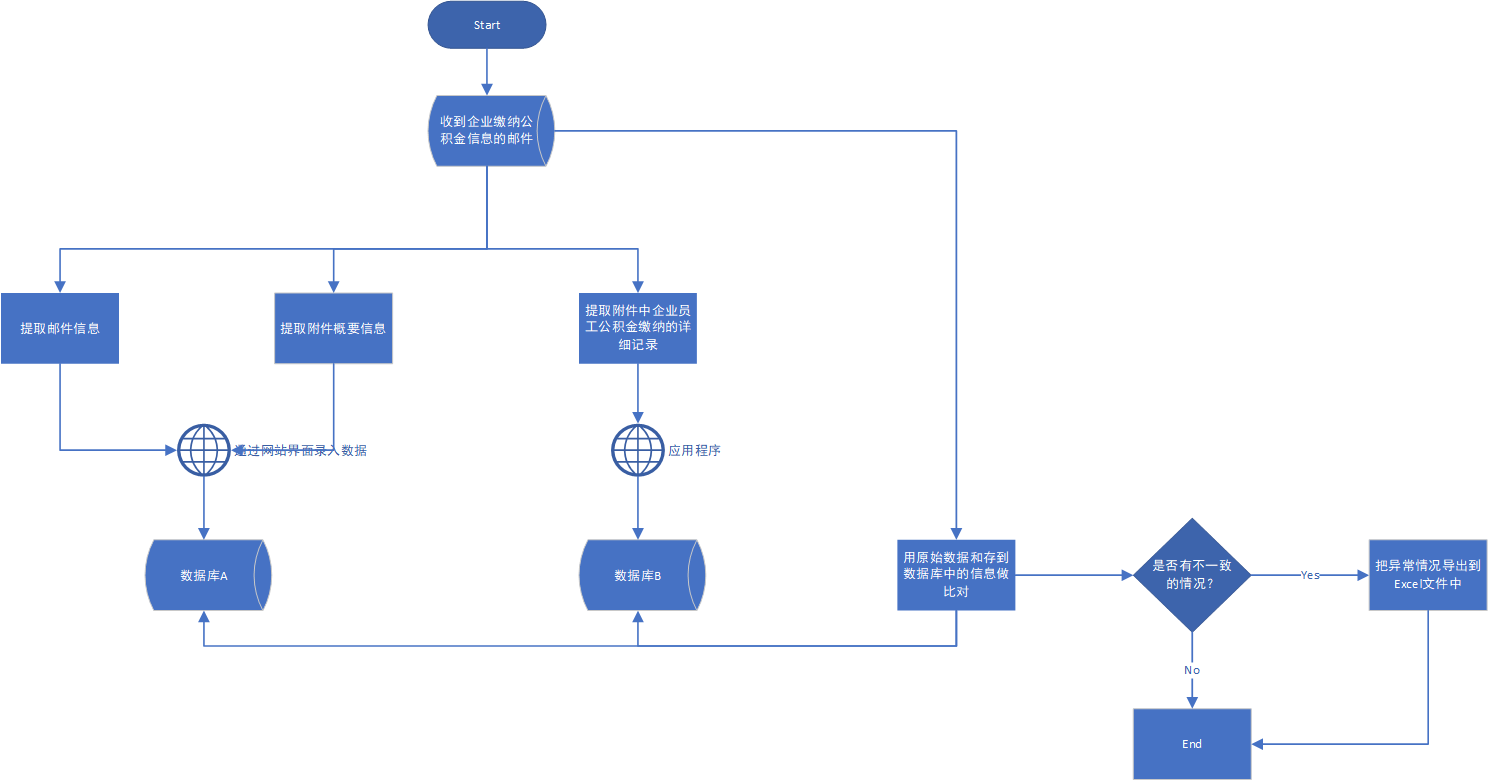 Start
收到企业缴纳公
积金信息的邮件
提取邮件信息
提取附件概要信息
提取附件中企业员
工公积金缴纳的详
细记录
通过网站界面录入数据
应用程序
数据库A
数据库B
用原始数据和存到
数据库中的信息做
比对
是否有不一致
的情况？
Yes
把异常情况导出到
Excel文件中
No
End